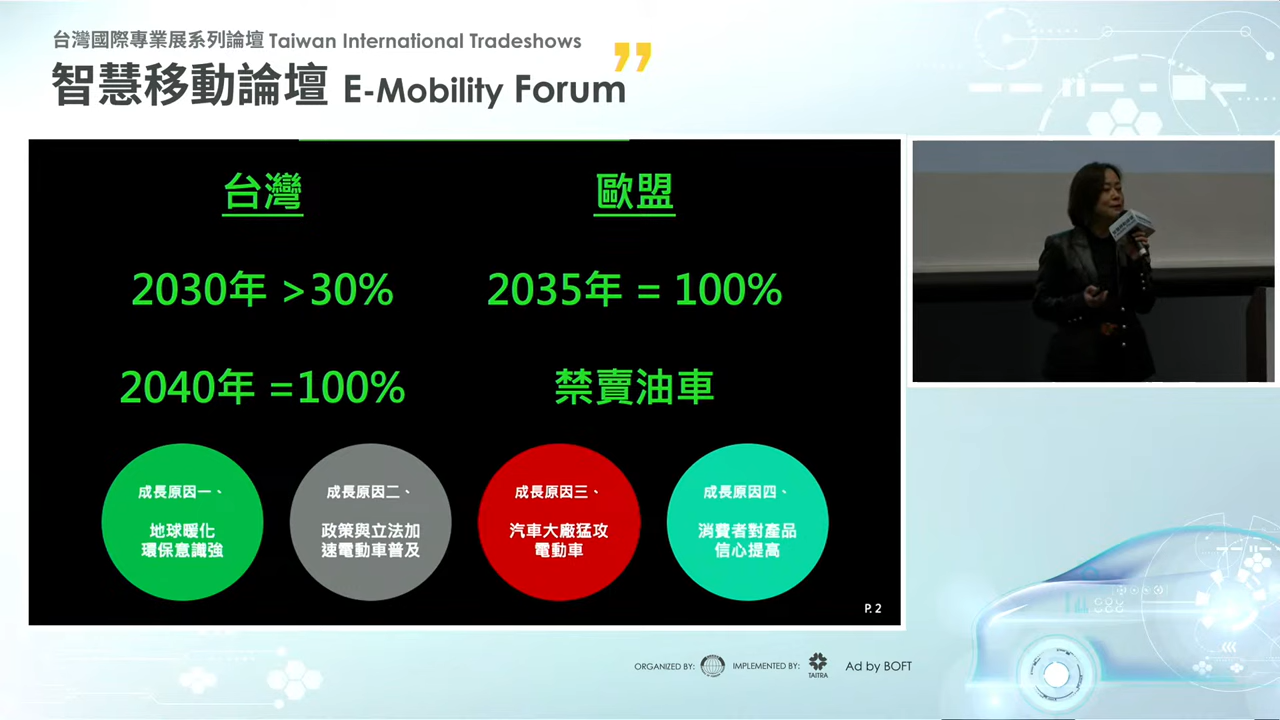 台灣國際專業展系列論壇 Taiwan International Tradeshows
智慧移動論壇 E-Mobility Forum
台灣
歐盟
2030年 >30%
2035年 = 100%
2040年 =100%
禁賣油車
成長原因一、
地球暖化
環保意識強
成長原因二、
政策與立法加
速電動車普及
成長原因三、
汽車大廠猛攻
電動車
成長原因四、
消費者對產品
信心提高
P. 2
ORGANIZED BY:
IMPLEMENTED BY:
TAITRA
Ad by BOFT